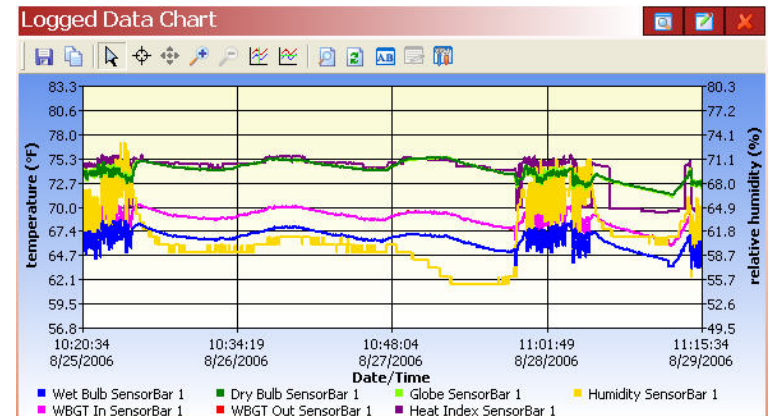 Logged Data Chart
83.3
80.6
78.0
75.3
72.7
70.0
67.4
64.7
62.1
59.5
56.8
temperature (°F)
80.3
77.2
74.1
71.1
68.0
64.9
61.8
58.7
55.7
52.6
49.5
relative humidity (%)
10:20:34 10:34:19 10:48:04 11:01:49 11:15:34
8/25/2006 8/26/2006 8/27/2006 8/28/2006 8/29/2006
Date/Time
Wet Bulb SensorBar 1 Dry Bulb SensorBar 1 Globe SensorBar 1 Humidity SensorBar 1
WBGT In SensorBar 1 WBGT Out SensorBar 1 Heat Index SensorBar 1